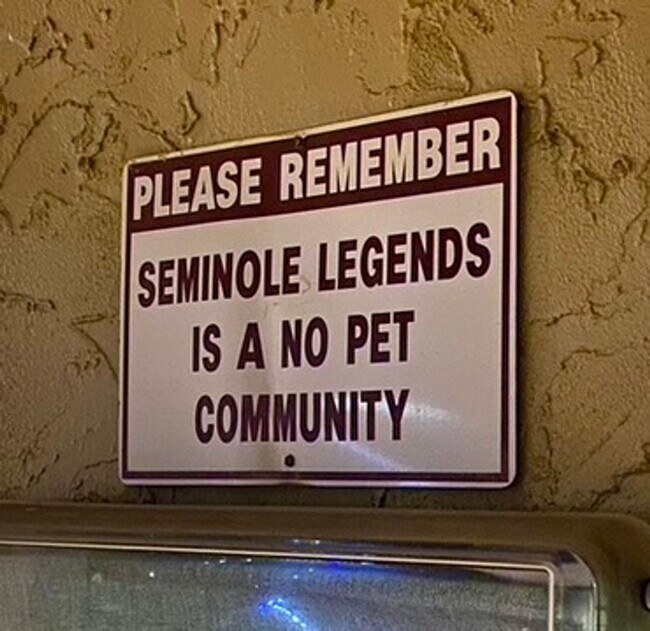 PLEASE REMEMBER
SEMINOLE LEGENDS
IS A NO PET
COMMUNITY